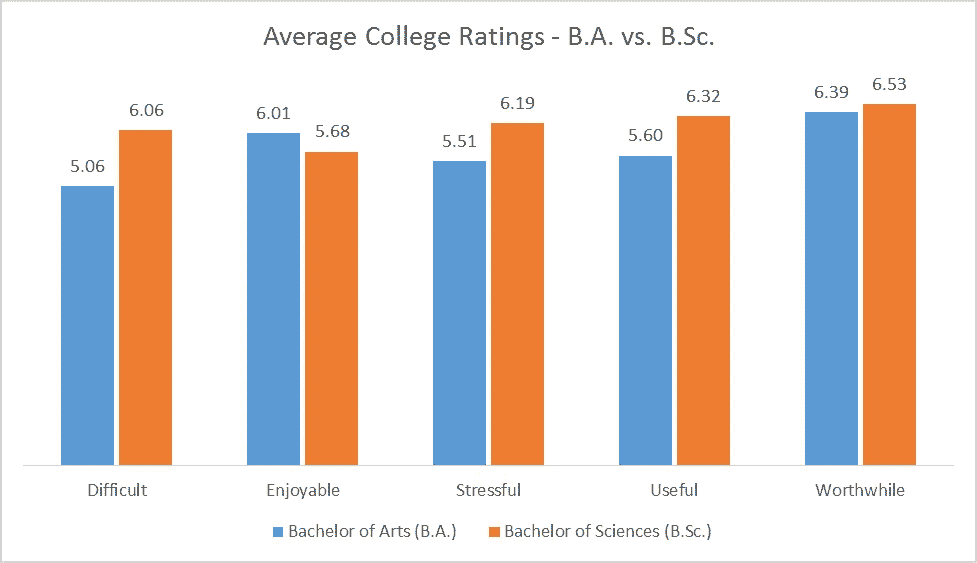 Average College Ratings - B.A. vs. B.Sc.
5.06 6.06 6.01 5.68 5.51 6.19 5.60 6.32 6.39 6.53
Difficult Enjoyable Stressful Useful Worthwhile
Bachelor of Arts (B.A.) Bachelor of Sciences (B.Sc.)